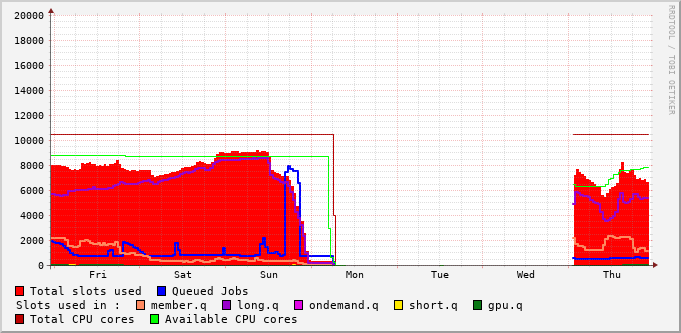 20000
18000
16000
14000
12000
10000
8000
6000
4000
2000
0
Fri Sat Sun Mon Tue Wed Thu
Total slots used Queued Jobs
Slots used in : member.q long.q ondemand.q short.q gpu.q
Total CPU cores Available CPU cores
RRDTOOL / TOBI OETIKER